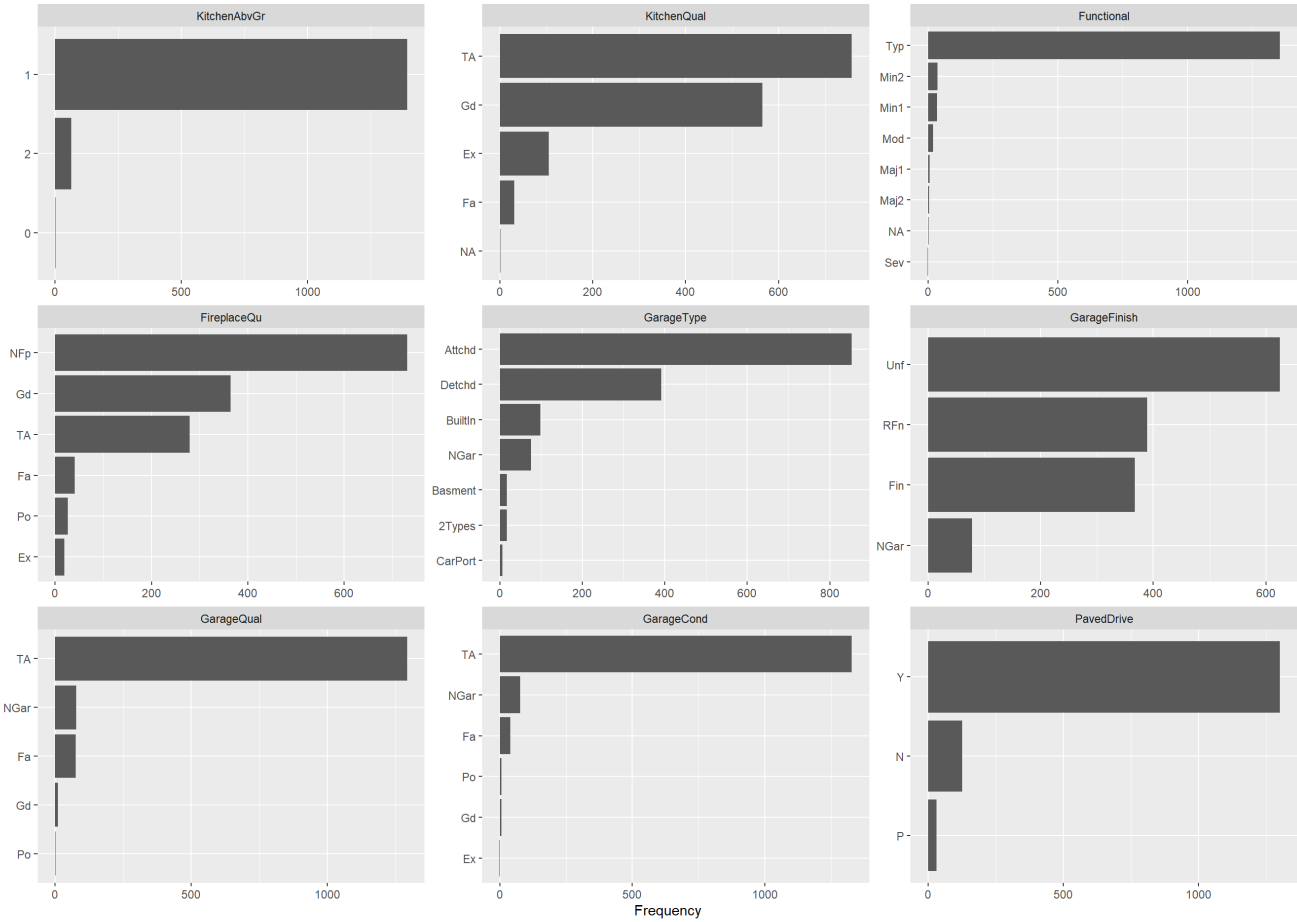 KitchenAbvGr
1
2
0
0 500 1000
KitchenQual
TA
Gd
Ex
Fa
NA
0 200 400 600
Functional
Typ
Min2
Min1
Mod
Maj1
Maj2
NA
Sev
0 500 1000
FireplaceQu
NFp
Gd
TA
Fa
Po
Ex
0 200 400 600
GarageType
Attchd
Detchd
BuiltIn
NGar
Basment
2Types
CarPort
0 200 400 600 800
GarageFinish
Unf
RFn
Fin
NGar
0 200 400 600
GarageQual
TA
NGar
Fa
Gd
Po
0 500 1000
GarageCond
TA
NGar
Fa
Po
Gd
Ex
0 500 1000
PavedDrive
Y
N
P
0 500 1000
Frequency